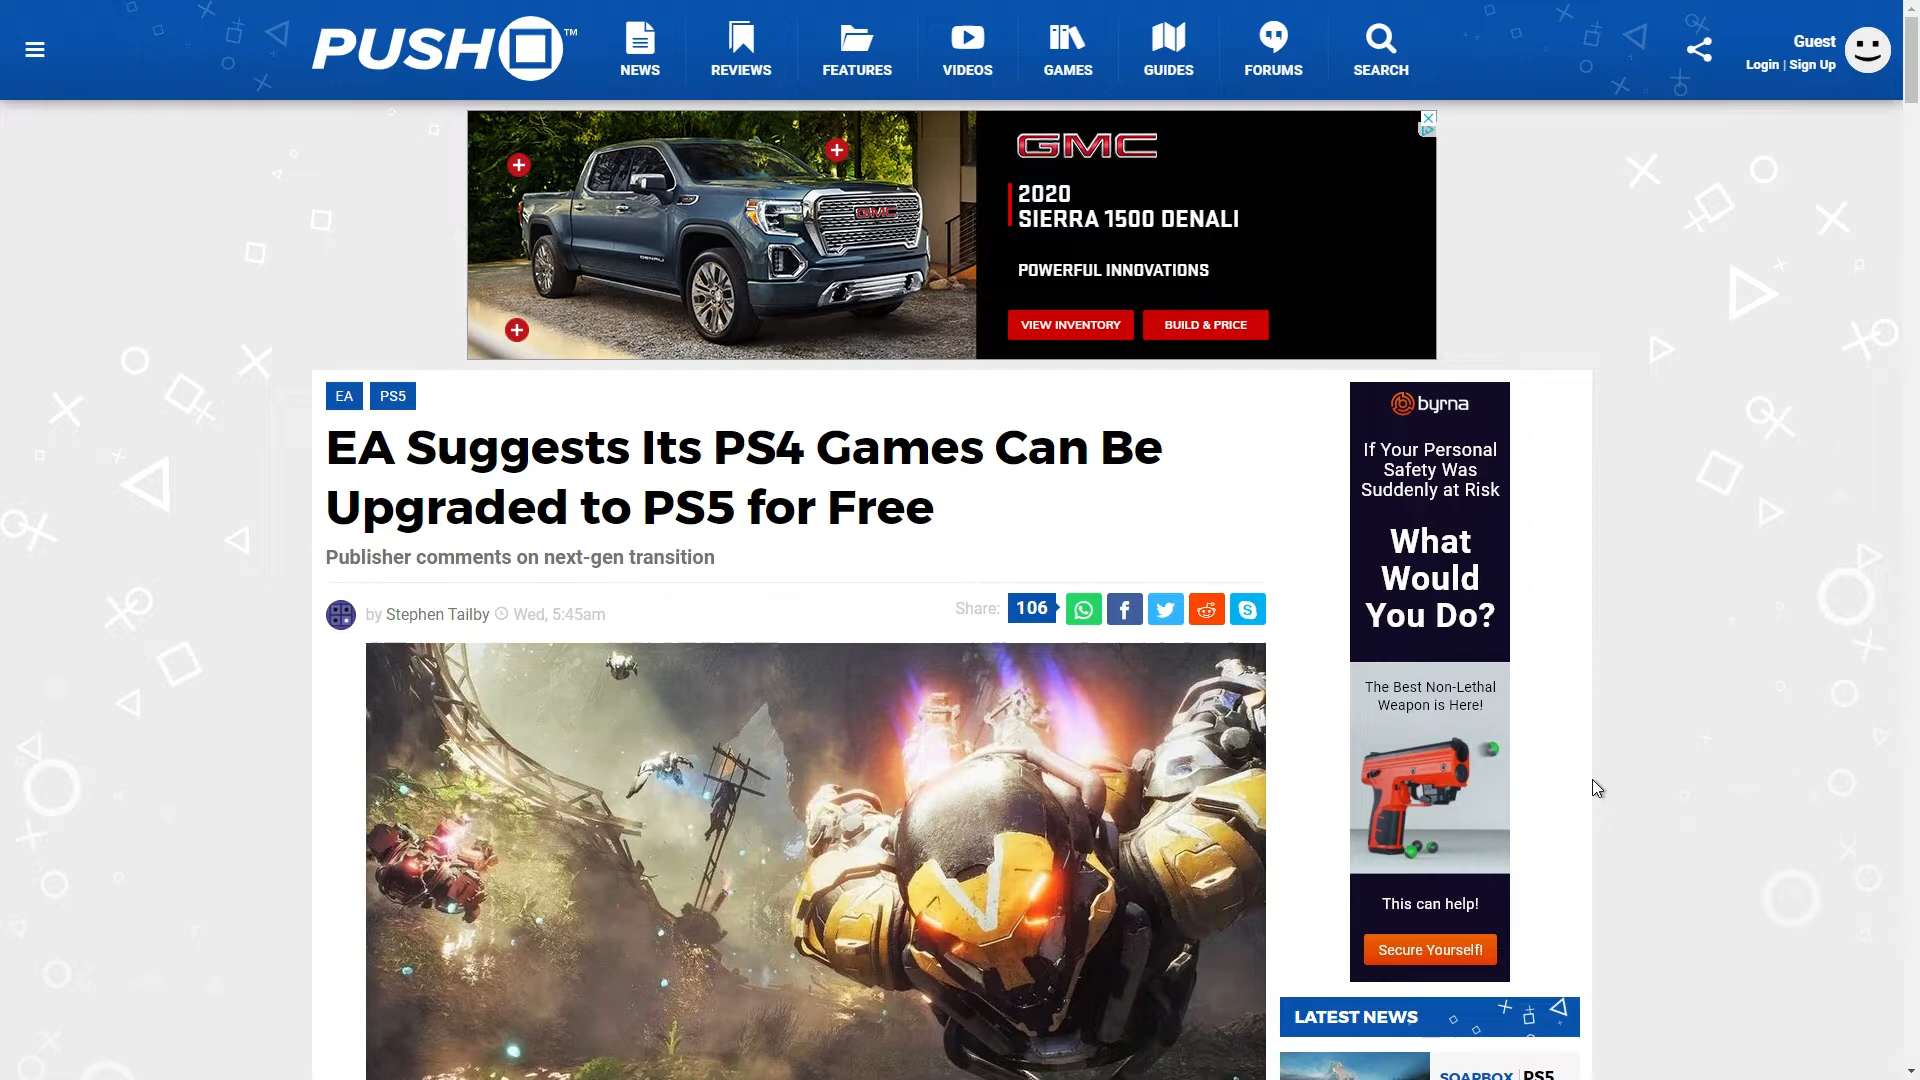 PUSH ™
NEWS
REVIEWS
FEATURES
VIDEOS
GAMES
GUIDES
FORUMS
SEARCH
Guest
Login | Sign Up
GMC
GMC
DENALI
2020
SIERRA 1500 DENALI
POWERFUL INNOVATIONS
VIEW INVENTORY
BUILD & PRICE
EA
PS5
EA Suggests Its PS4 Games Can Be
Upgraded to PS5 for Free
Publisher comments on next-gen transition
by Stephen Tailby Wed, 5:45am
Share: 106
byrna
If Your Personal
Safety Was
Suddenly at Risk
What
Would
You Do?
The Best Non-Lethal
Weapon is Here!
This can help!
Secure Yourself!
LATEST NEWS
SOAPBOX PS5